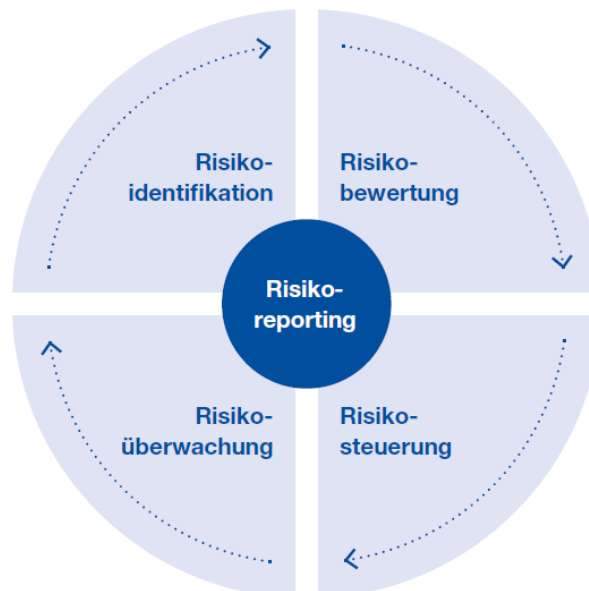 Risiko-
identifikation
Risiko-
bewertung
Risiko-
reporting
Risiko-
überwachung
Risiko-
steuerung